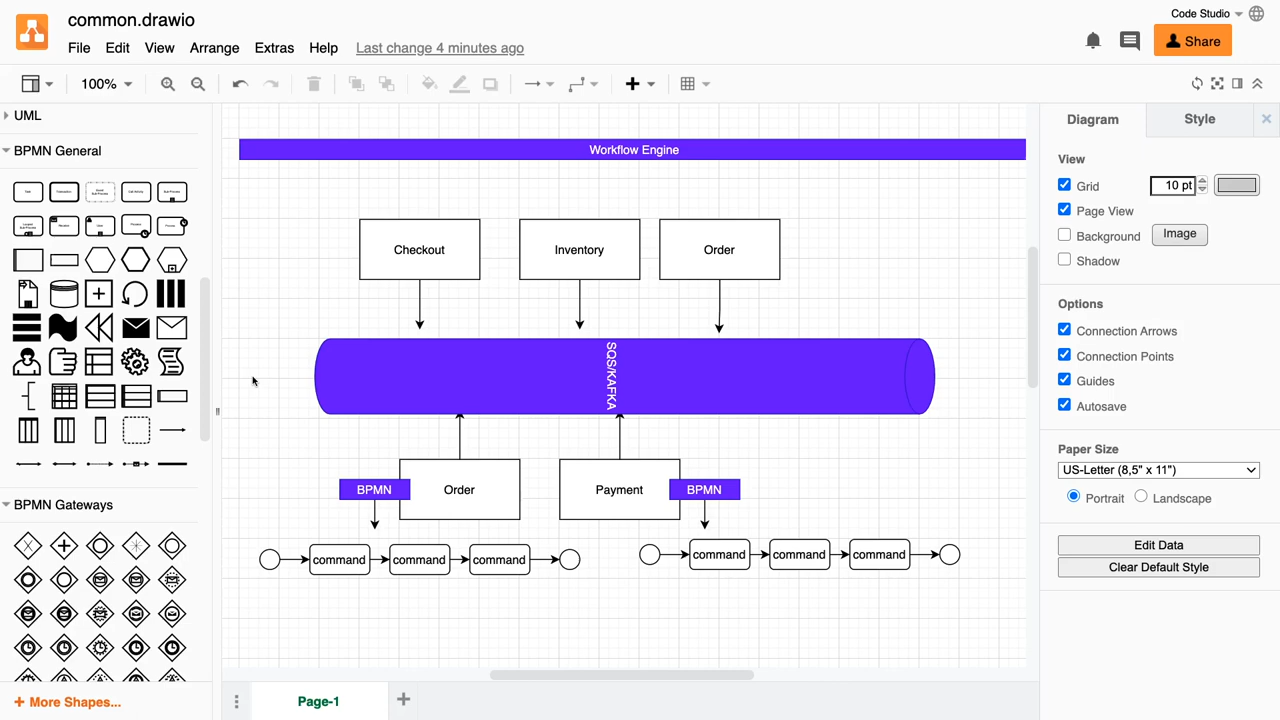 common.drawio
Code Studio
File Edit View Arrange Extras Help Last change 4 minutes ago
Share
100%
UML
BPMN General
BPMN Gateways
More Shapes...
Workflow Engine
Checkout
Inventory
Order
SQS/KAFKA
BPMN
Order
Payment
BPMN
command
command
command
command
command
command
Page-1
Diagram
Style
View
Grid
10 pt
Page View
Background
Image
Shadow
Options
Connection Arrows
Connection Points
Guides
Autosave
Paper Size
US-Letter (8,5" x 11")
Portrait
Landscape
Edit Data
Clear Default Style